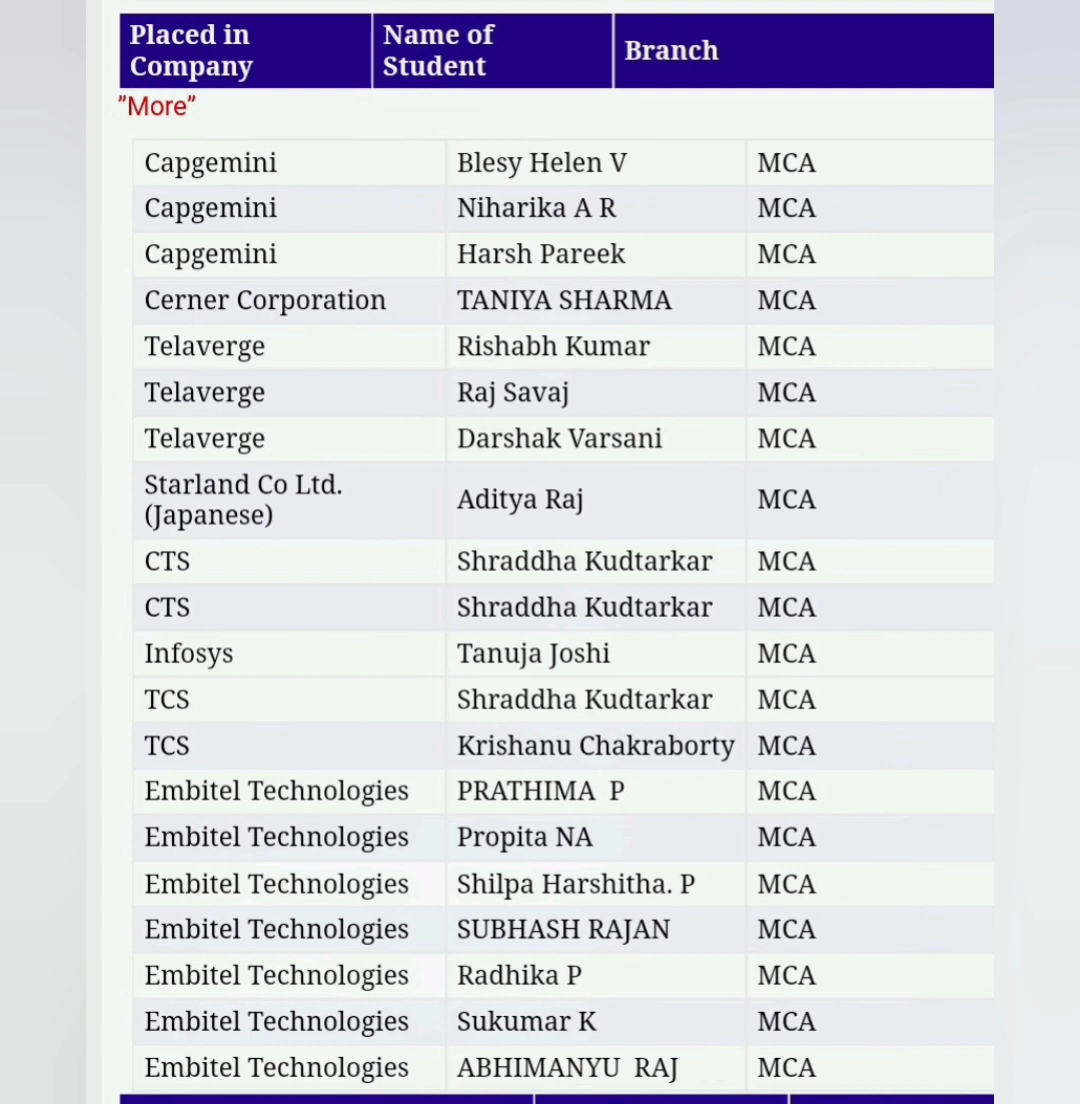 Placed in Company Name of Student Branch
”More”
Capgemini Blesy Helen V MCA
Capgemini Niharika A R MCA
Capgemini Harsh Pareek MCA
Cerner Corporation TANIYA SHARMA MCA
Telaverge Rishabh Kumar MCA
Telaverge Raj Savaj MCA
Telaverge Darshak Varsani MCA
Starland Co Ltd. (Japanese) Aditya Raj MCA
CTS Shraddha Kudtarkar MCA
CTS Shraddha Kudtarkar MCA
Infosys Tanuja Joshi MCA
TCS Shraddha Kudtarkar MCA
TCS Krishanu Chakraborty MCA
Embitel Technologies PRATHIMA  P MCA
Embitel Technologies Propita NA MCA
Embitel Technologies Shilpa Harshitha. P MCA
Embitel Technologies SUBHASH RAJAN MCA
Embitel Technologies Radhika P MCA
Embitel Technologies Sukumar K MCA
Embitel Technologies ABHIMANYU  RAJ MCA